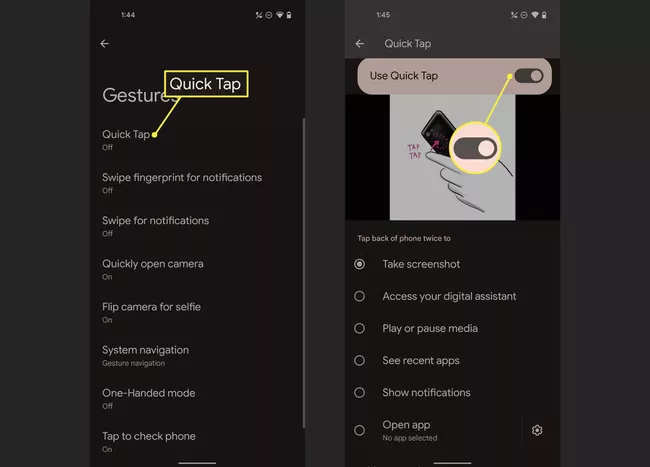 1:44
Gestures
Quick Tap
Quick Tap
Off
Swipe fingerprint for notifications
Off
Swipe for notifications
Off
Quickly open camera
On
Flip camera for selfie
On
System navigation
Gesture navigation
One-Handed mode
Off
Tap to check phone
On
1:45
Quick Tap
Use Quick Tap
TAP
TAP
Tap back of phone twice to
Take screenshot
Access your digital assistant
Play or pause media
See recent apps
Show notifications
Open app
No app selected